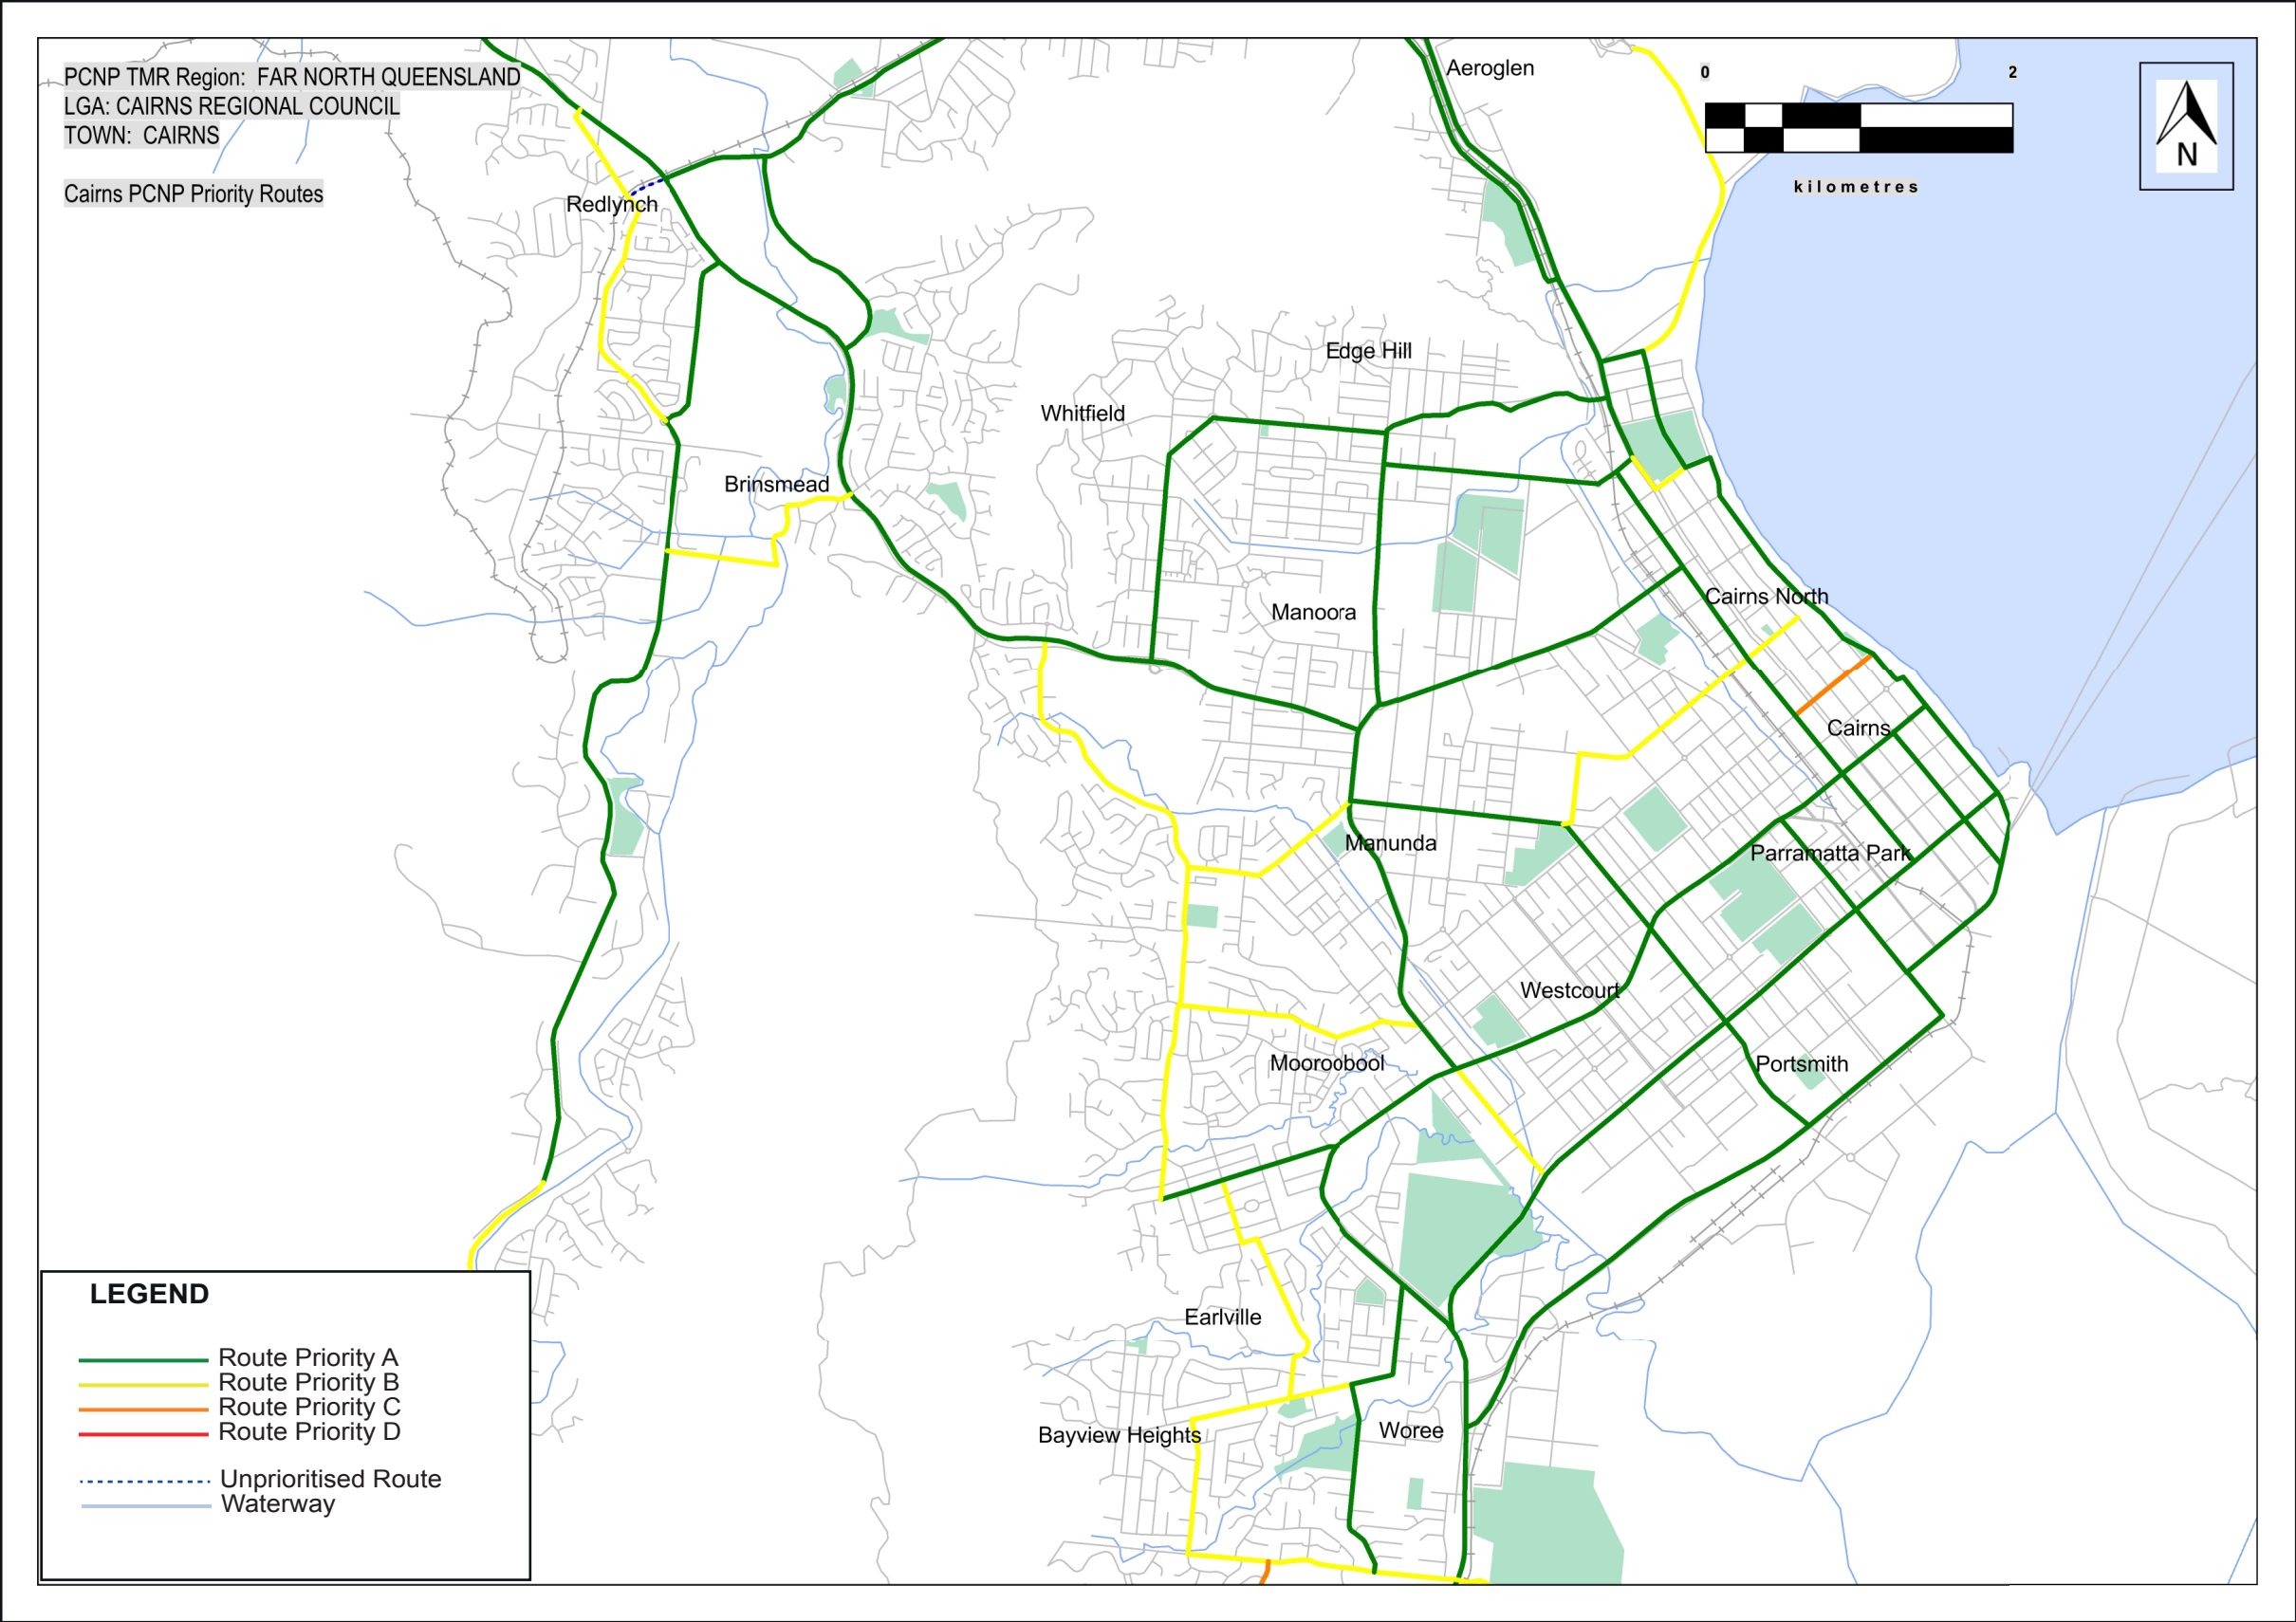 PCNP TMR Region:  FAR NORTH QUEENSLAND
LGA: CAIRNS REGIONAL COUNCIL
TOWN:  CAIRNS
Cairns PCNP Priority Routes
Aeroglen
0
2
kilometres
N
Redlynch
Edge Hill
Whitfield
Brinsmead
Cairns North
Manoora
Cairns
Manunda
Parramatta Park
Westcourt
Mooroobool
Portsmith
Earlville
Bayview Heights
Woree
LEGEND
Route Priority A
Route Priority B
Route Priority C
Route Priority D
Unprioritised Route
Waterway